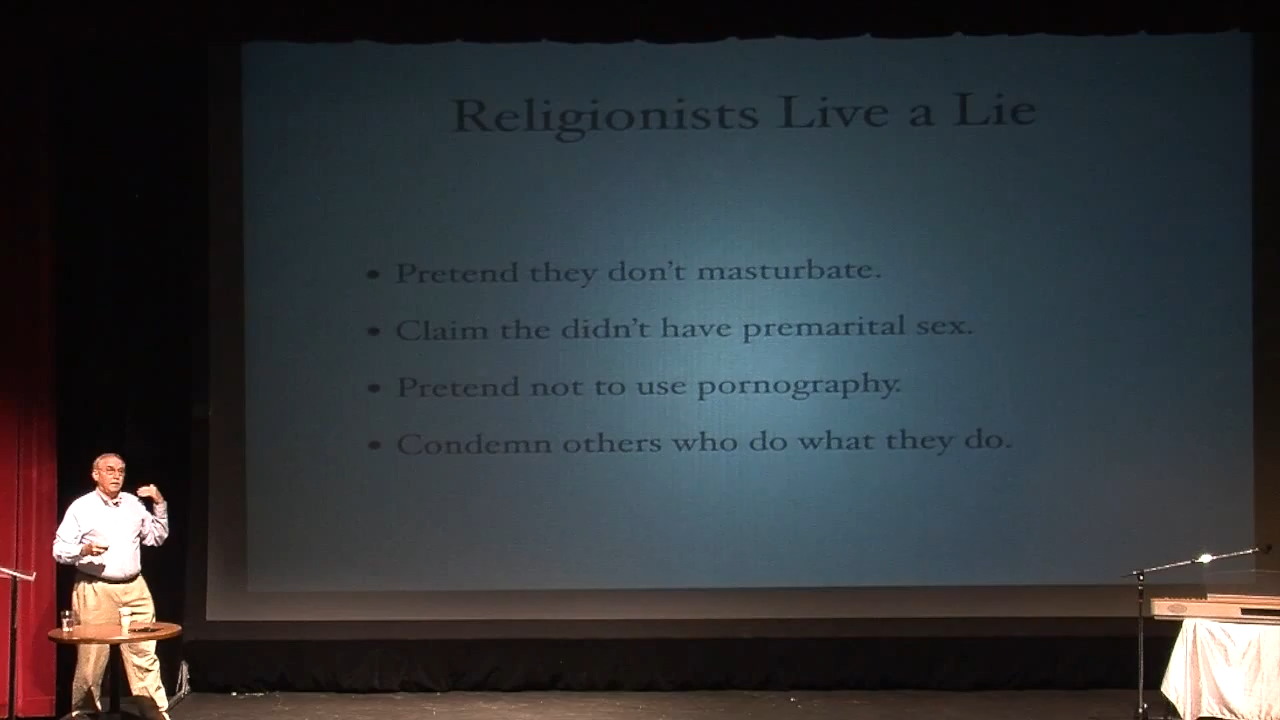 Religionists Live a Lie
• Pretend they don't masturbate.
• Claim the didn't have premarital sex.
• Pretend not to use pornography.
• Condemn others who do what they do.